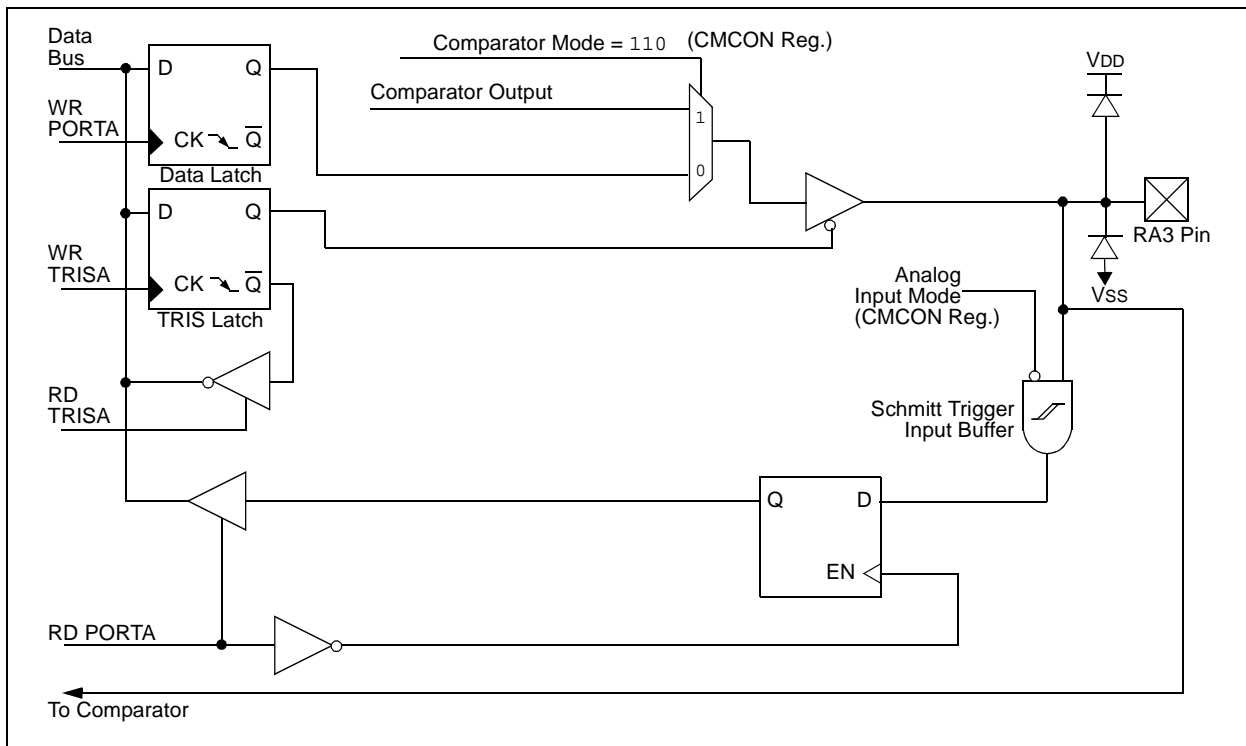 Data
Bus
D
Q
WR
PORTA
CK
Q
Data Latch
Comparator Mode = 110 (CMCON Reg.)
Comparator Output
1
0
VDD
RA3 Pin
VSS
D
Q
WR
TRISA
CK
Q
TRIS Latch
Analog
Input Mode
(CMCON Reg.)
RD
TRISA
Schmitt Trigger
Input Buffer
Q
D
EN
RD PORTA
To Comparator